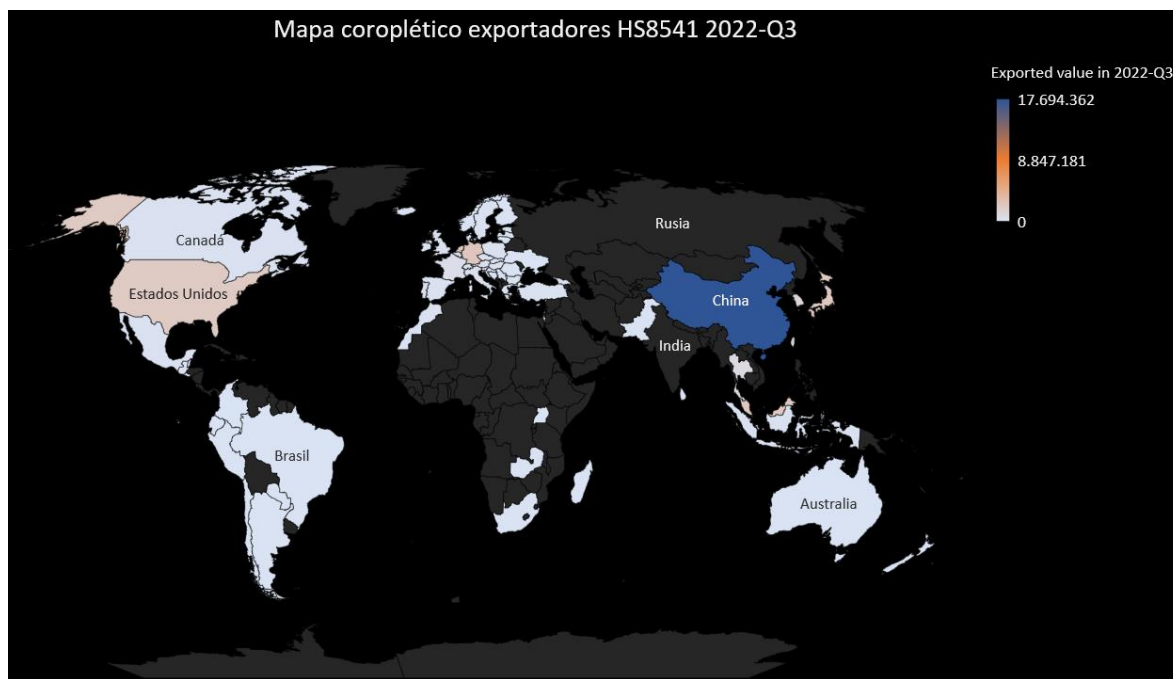 Mapa coroplético exportadores HS8541 2022-Q3
Exported value in 2022-Q3
17.694.362
8.847.181
0
Rusia
Canadá
Estados Unidos
China
India
Brasil
Australia